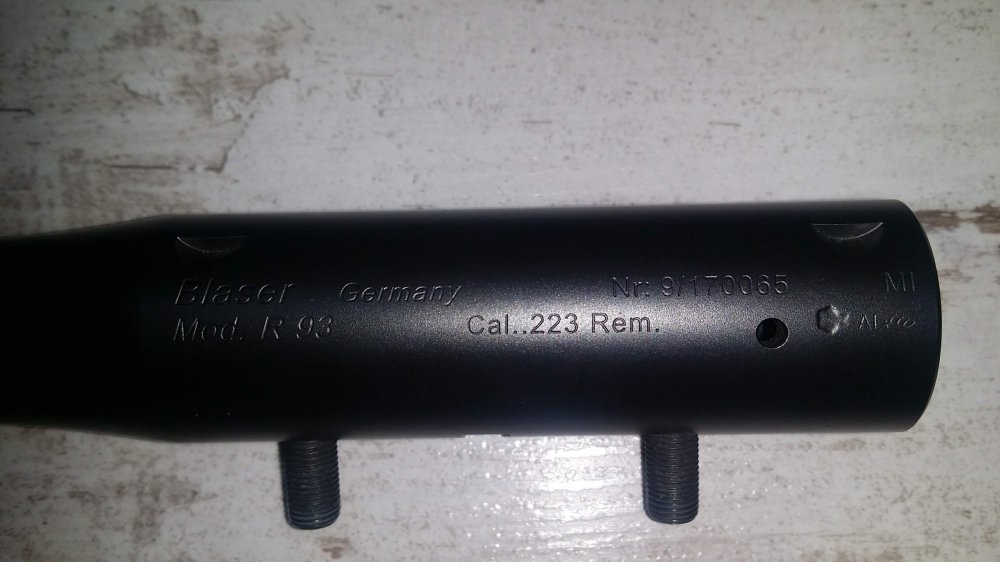 Blaser Germany Nr: 9/170065 MI
Mod. R 93 Cal..223 Rem.